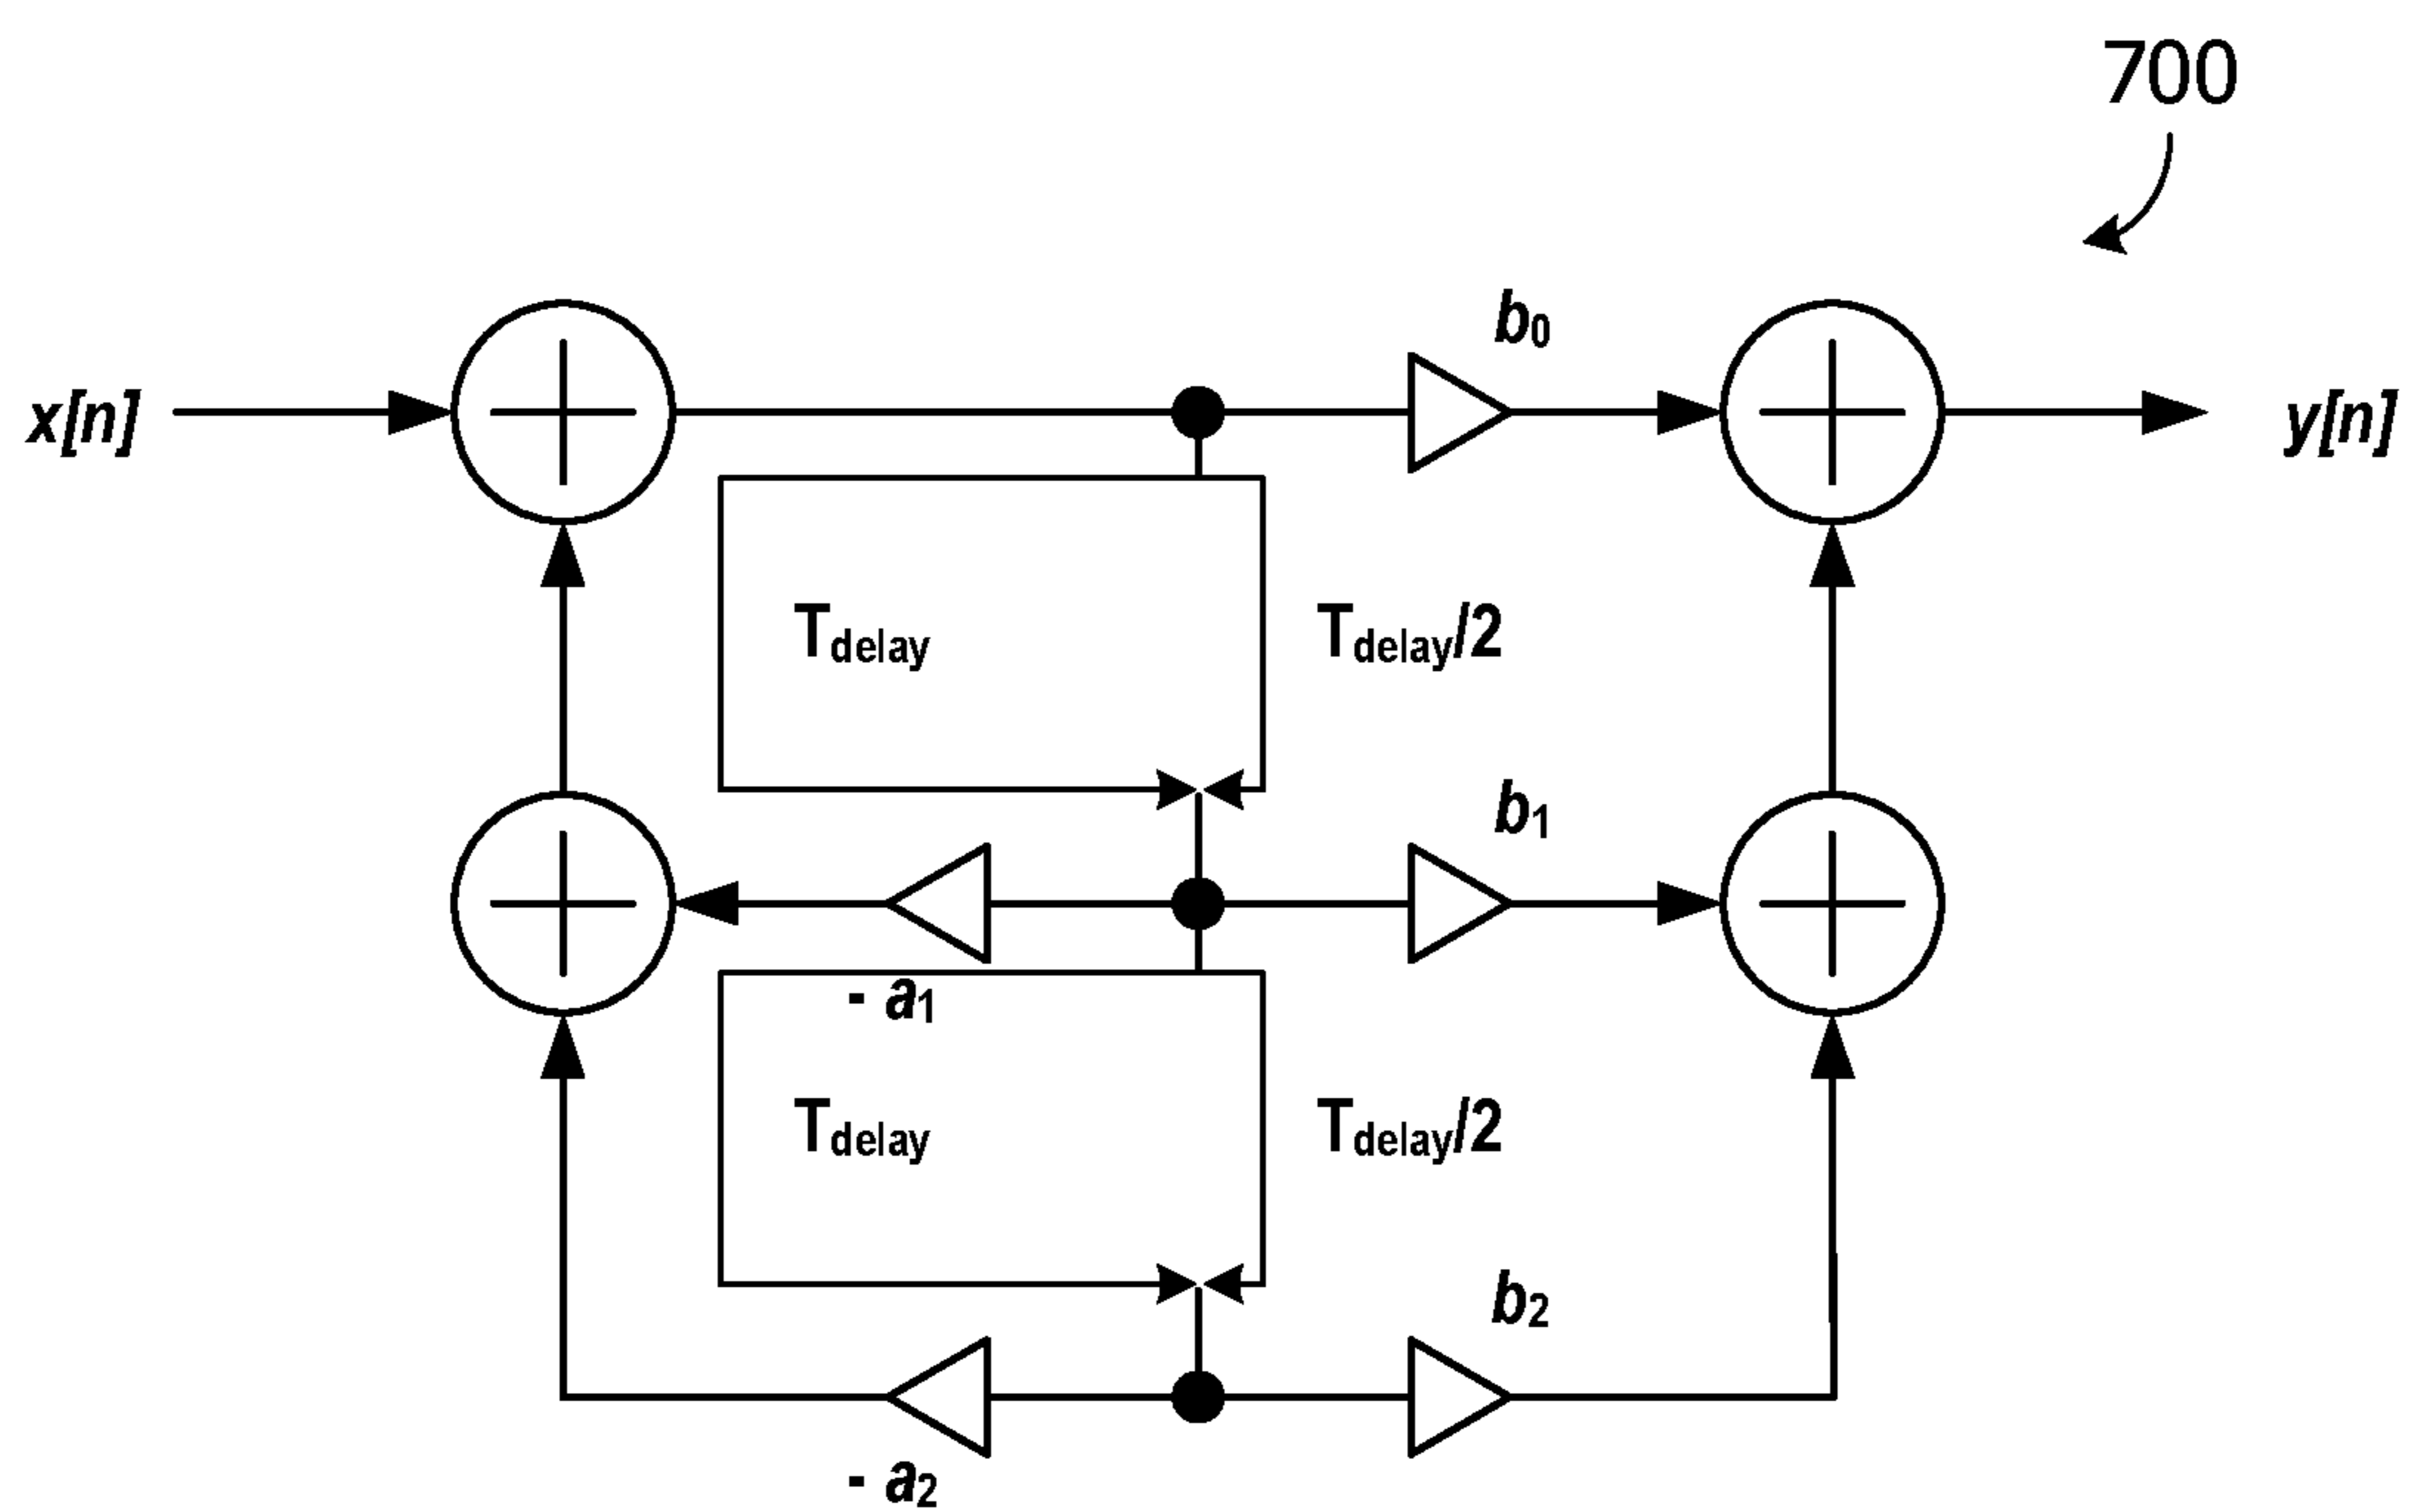 700
b0
x[n] y[n]
Tdelay Tdelay/2
b1
- a1
Tdelay Tdelay/2
b2
- a2